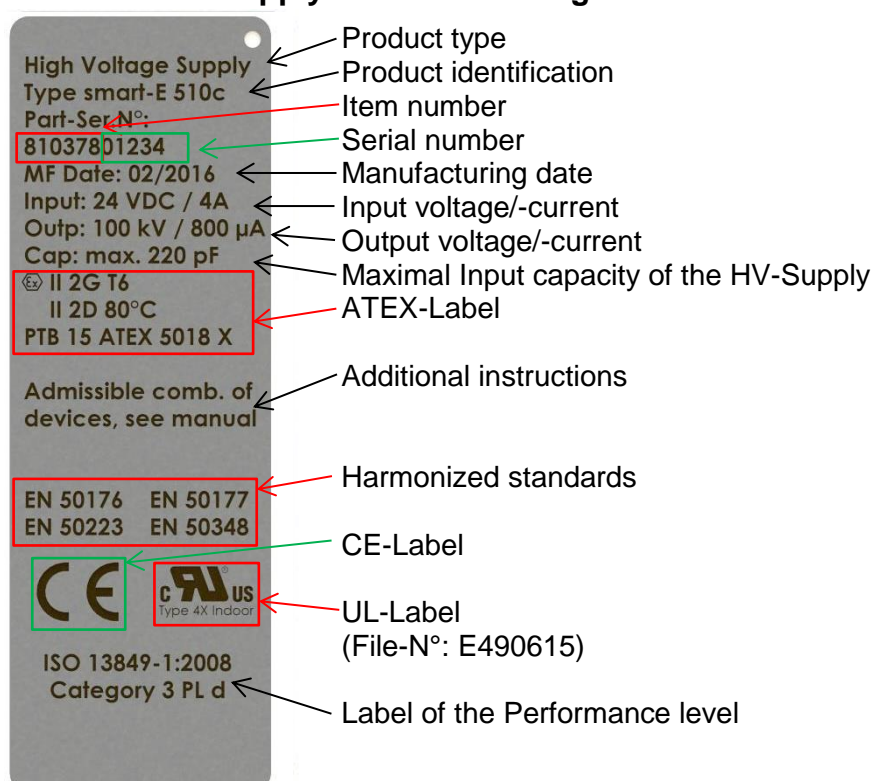 High Voltage Supply
Type smart-E 510c
Part-Ser.N°:
81037801234
MF Date: 02/2016
Input: 24 VDC / 4A
Outp: 100 kV / 800 µA
Cap: max. 220 pF
Ex II 2G T6
II 2D 80°C
PTB 15 ATEX 5018 X
Admissible comb. of
devices, see manual
EN 50176 EN 50177
EN 50223 EN 50348
CE
C RU ® US
Type 4X Indoor
ISO 13849-1:2008
Category 3 PL d
Product type
Product identification
Item number
Serial number
Manufacturing date
Input voltage/-current
Output voltage/-current
Maximal Input capacity of the HV-Supply
ATEX-Label
Additional instructions
Harmonized standards
CE-Label
UL-Label
(File-N°: E490615)
Label of the Performance level